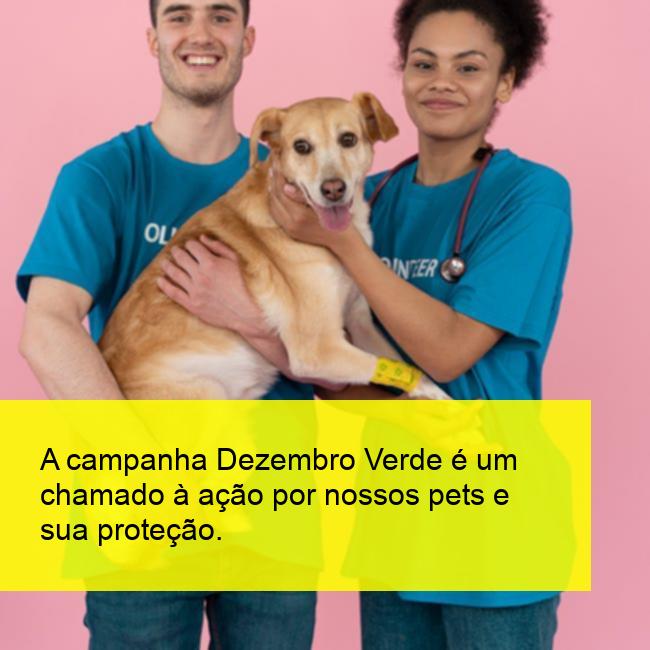 A campanha Dezembro Verde é um
chamado à ação por nossos pets e
sua proteção.